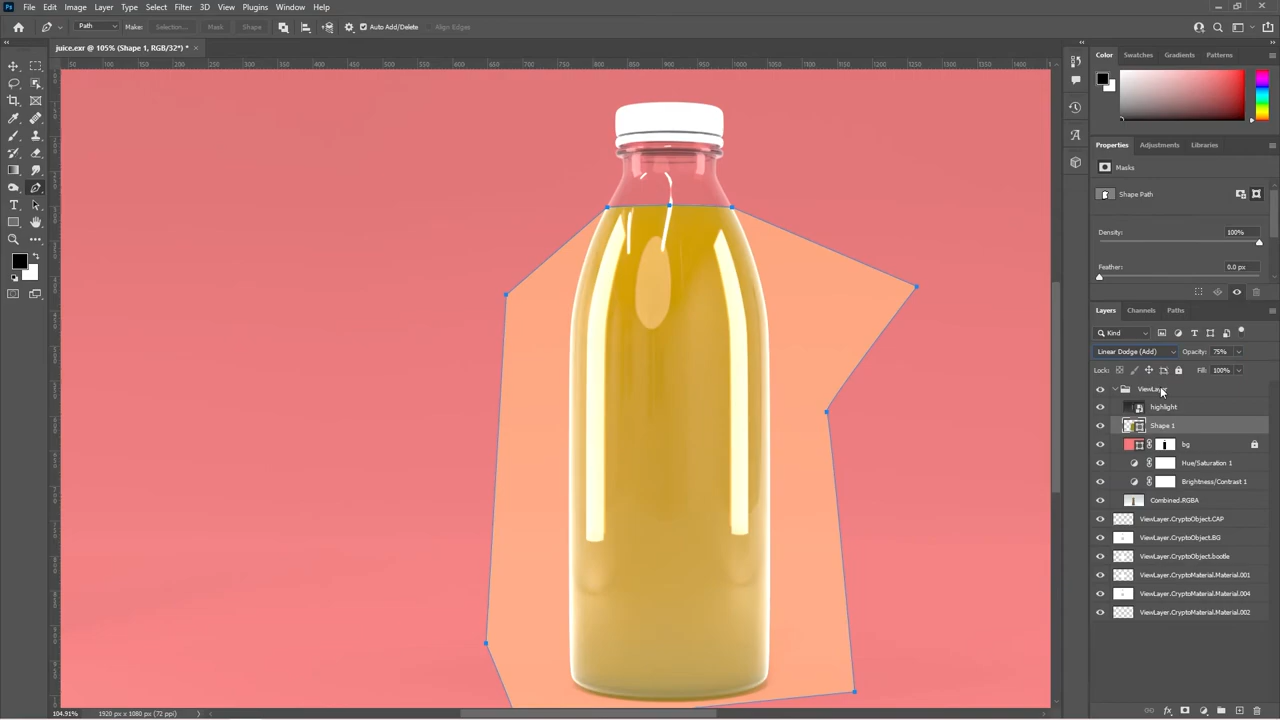 Ps File Edit Image Layer Type Select Filter 3D View Plugins Window Help
Path Make: Selection... Mask Shape Auto Add/Delete Align Edges
juice.exr @ 105% (Shape 1, RGB/32*) * ×
Color Swatches Gradients Patterns
Properties Adjustments Libraries
Masks
Shape Path
Density: 100%
Feather: 0.0 px
Layers Channels Paths
Kind
Linear Dodge (Add) Opacity: 75%
Lock: Fill: 100%
ViewLayer
highlight
Shape 1
bg
Hue/Saturation 1
Brightness/Contrast 1
Combined.RGBA
ViewLayer.CryptoObject.CAP
ViewLayer.CryptoObject.BG
ViewLayer.CryptoObject.bootle
ViewLayer.CryptoMaterial.Material.001
ViewLayer.CryptoMaterial.Material.004
ViewLayer.CryptoMaterial.Material.002
104.91% 1920 px x 1080 px (72 ppi)